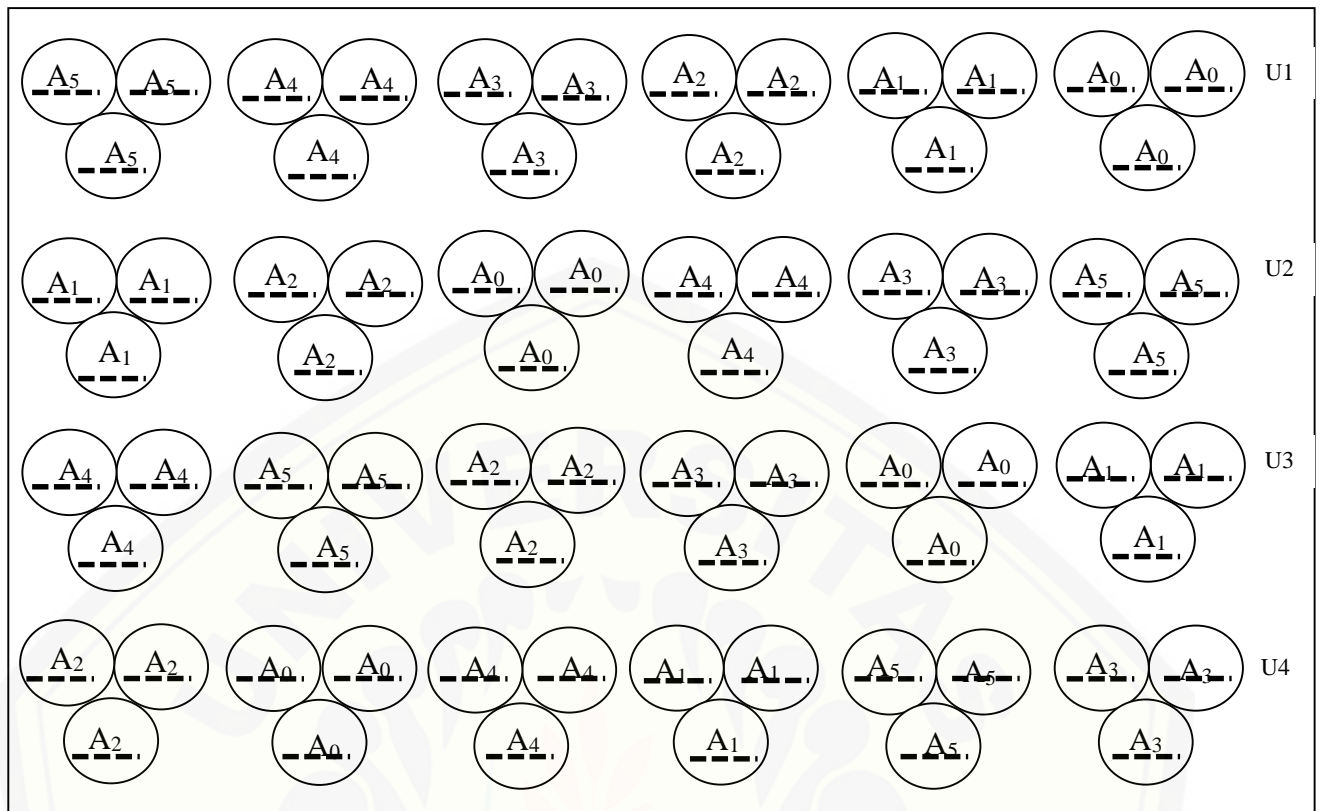 A5 A5 A4 A4 A3 A3 A2 A2 A1 A1 A0 A0 U1
A5 A4 A3 A2 A1 A0
A1 A1 A2 A2 A0 A0 A4 A4 A3 A3 A5 A5 U2
A1 A2 A0 A4 A3 A5
A4 A4 A5 A5 A2 A2 A3 A3 A0 A0 A1 A1 U3
A4 A5 A2 A3 A0 A1
UNIVERSITAS
A2 A2 A0 A0 A4 A4 A1 A1 A5 A5 A3 A3 U4
A2 A0 A4 A1 A5 A3